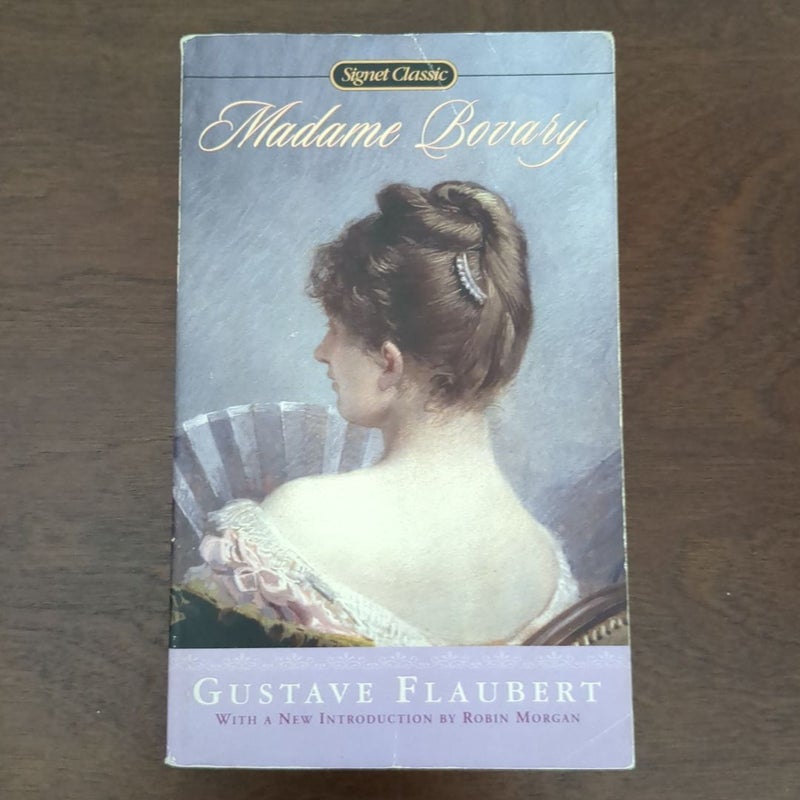 Signet Classic
Madame Bovary
GUSTAVE FLAUBERT
WITH A NEW INTRODUCTION BY ROBIN MORGAN